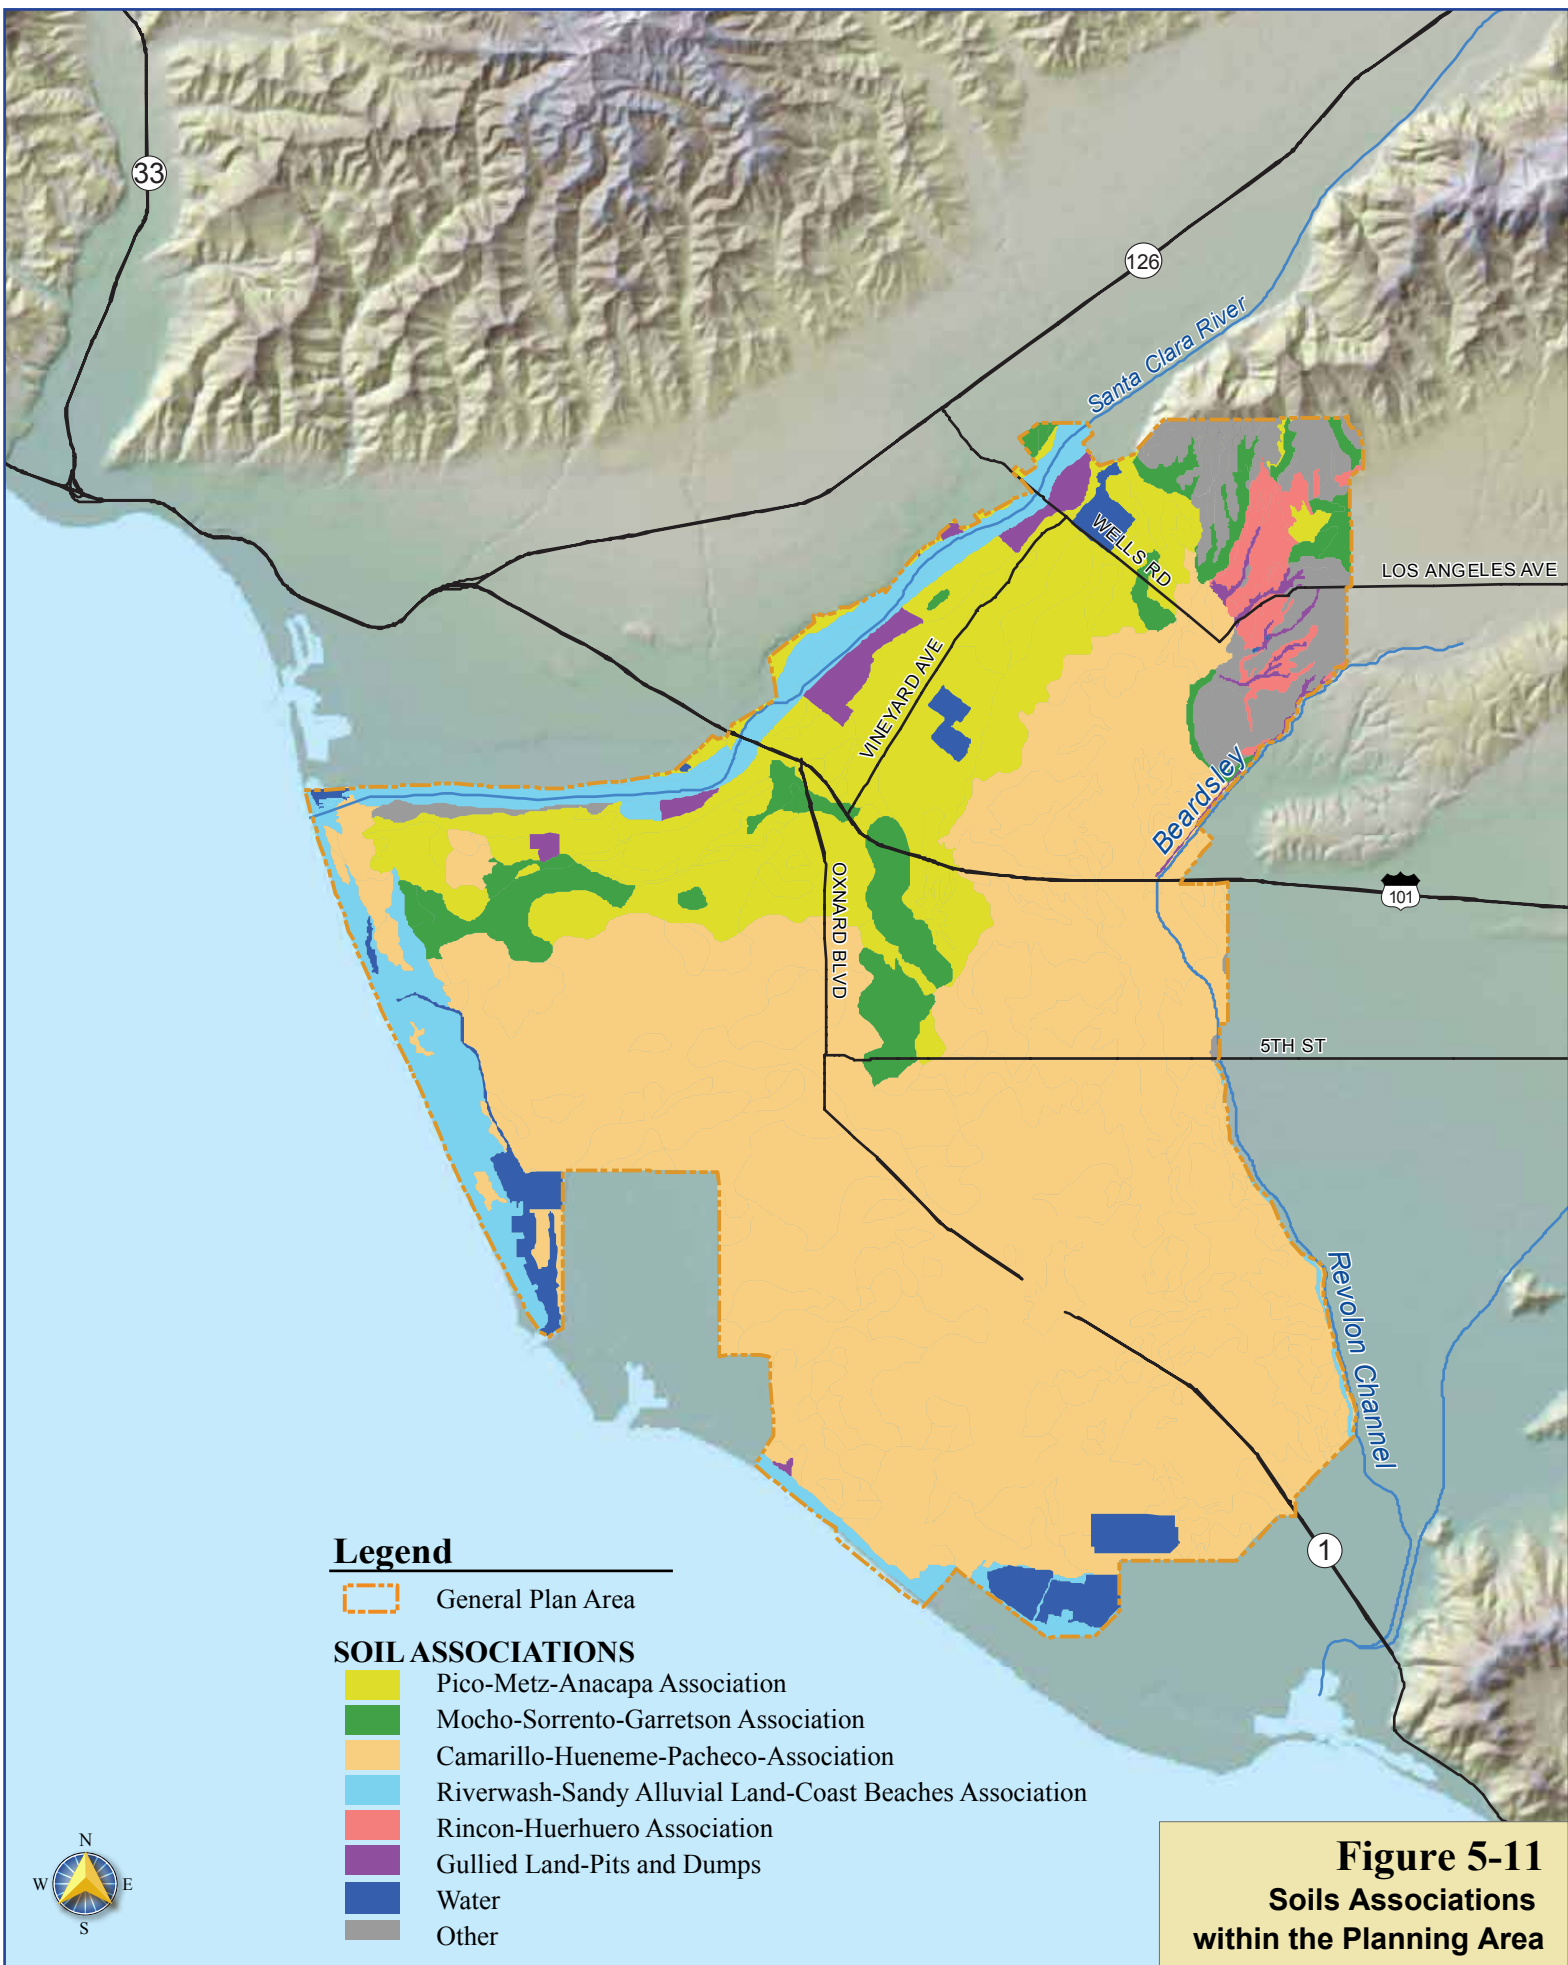 33
126
Santa Clara River
WELLS RD
LOS ANGELES AVE
VINEYARD AVE
Beardsley
OXNARD BLVD
101
5TH ST
Revolon Channel
1
Legend
General Plan Area
SOIL ASSOCIATIONS
Pico-Metz-Anacapa Association
Mocho-Sorrento-Garretson Association
Camarillo-Hueneme-Pacheco-Association
Riverwash-Sandy Alluvial Land-Coast Beaches Association
Rincon-Huerhuero Association
Gullied Land-Pits and Dumps
Water
Other
N
W E
S
Figure 5-11
Soils Associations
within the Planning Area